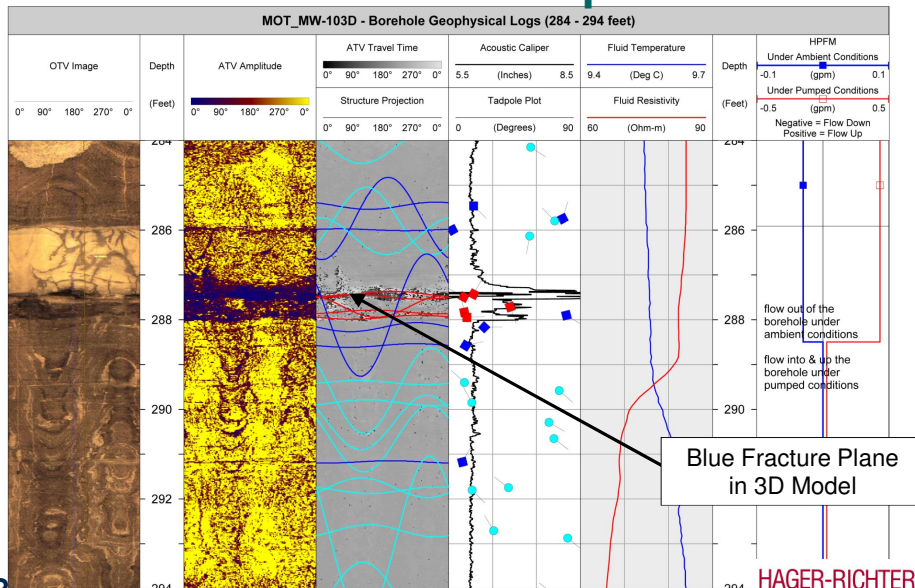 MOT_MW-103D - Borehole Geophysical Logs (284 - 294 feet)
OTV Image
0° 90° 180° 270° 0°
Depth
(Feet)
ATV Amplitude
0° 90° 180° 270° 0°
ATV Travel Time
0° 90° 180° 270° 0°
Structure Projection
0° 90° 180° 270° 0°
Acoustic Caliper
5.5 (Inches) 8.5
Tadpole Plot
0 (Degrees) 90
Fluid Temperature
9.4 (Deg C) 9.7
Fluid Resistivity
60 (Ohm-m) 90
Depth
(Feet)
HPFM
Under Ambient Conditions
-0.1 (gpm) 0.1
Under Pumped Conditions
-0.5 (gpm) 0.5
Negative = Flow Down
Positive = Flow Up
284 284
286 286
288 288
290 290
292 292
294 294
flow out of the
borehole under
ambient conditions
flow into & up the
borehole under
pumped conditions
Blue Fracture Plane
in 3D Model
HAGER-RICHTER